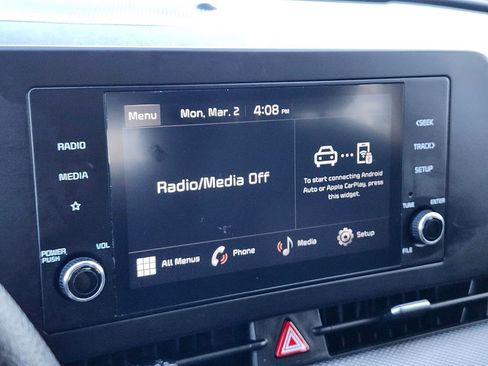 Menu
Mon, Mar. 2 4:08 PM
<SEEK
RADIO
TRACK>
MEDIA
Radio/Media Off
To start connecting Android
Auto or Apple CarPlay, press
this widget.
SETUP
☆
TUNE
ENTER
POWER
PUSH
VOL
All Menus
Phone
Media
Setup
FILE